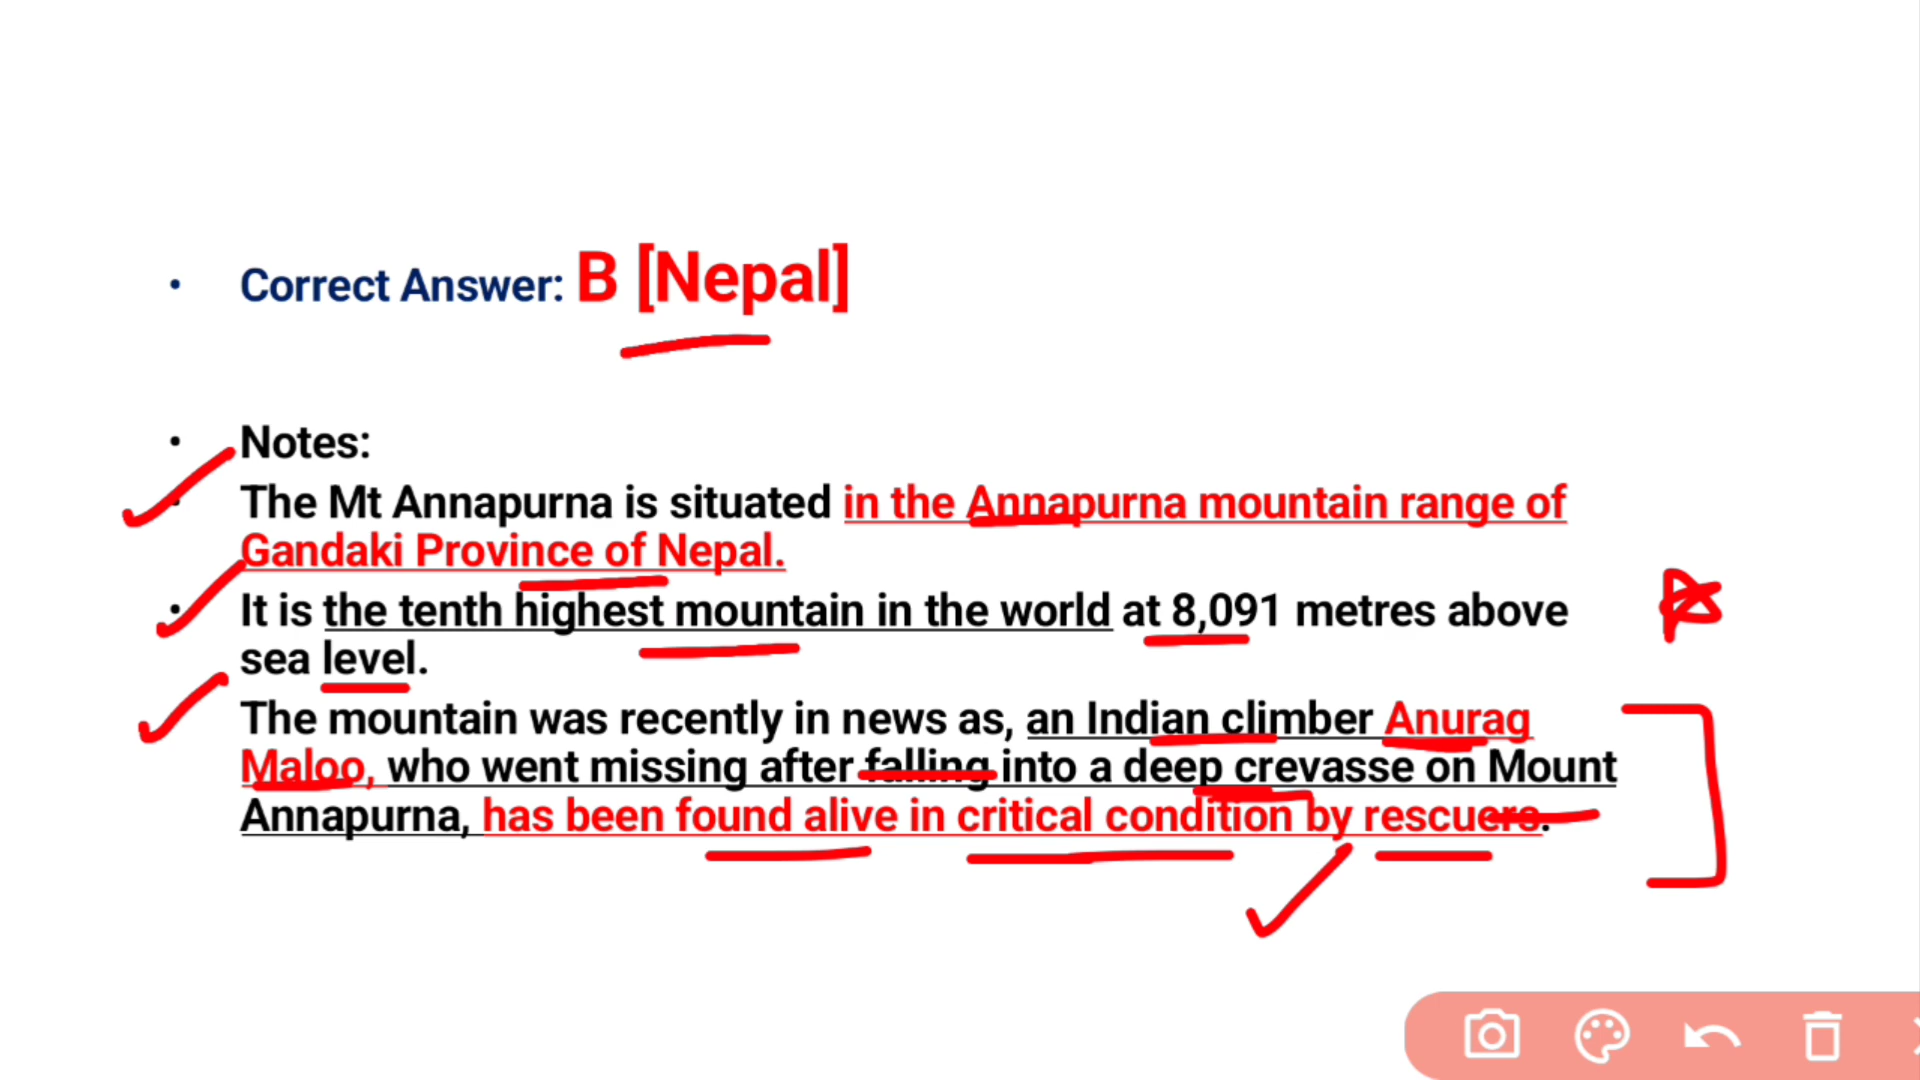 • Correct Answer: B [Nepal]
• Notes:
• The Mt Annapurna is situated in the Annapurna mountain range of
Gandaki Province of Nepal.
• It is the tenth highest mountain in the world at 8,091 metres above
sea level.
The mountain was recently in news as, an Indian climber Anurag
Maloo, who went missing after falling into a deep crevasse on Mount
Annapurna, has been found alive in critical condition by rescuers.